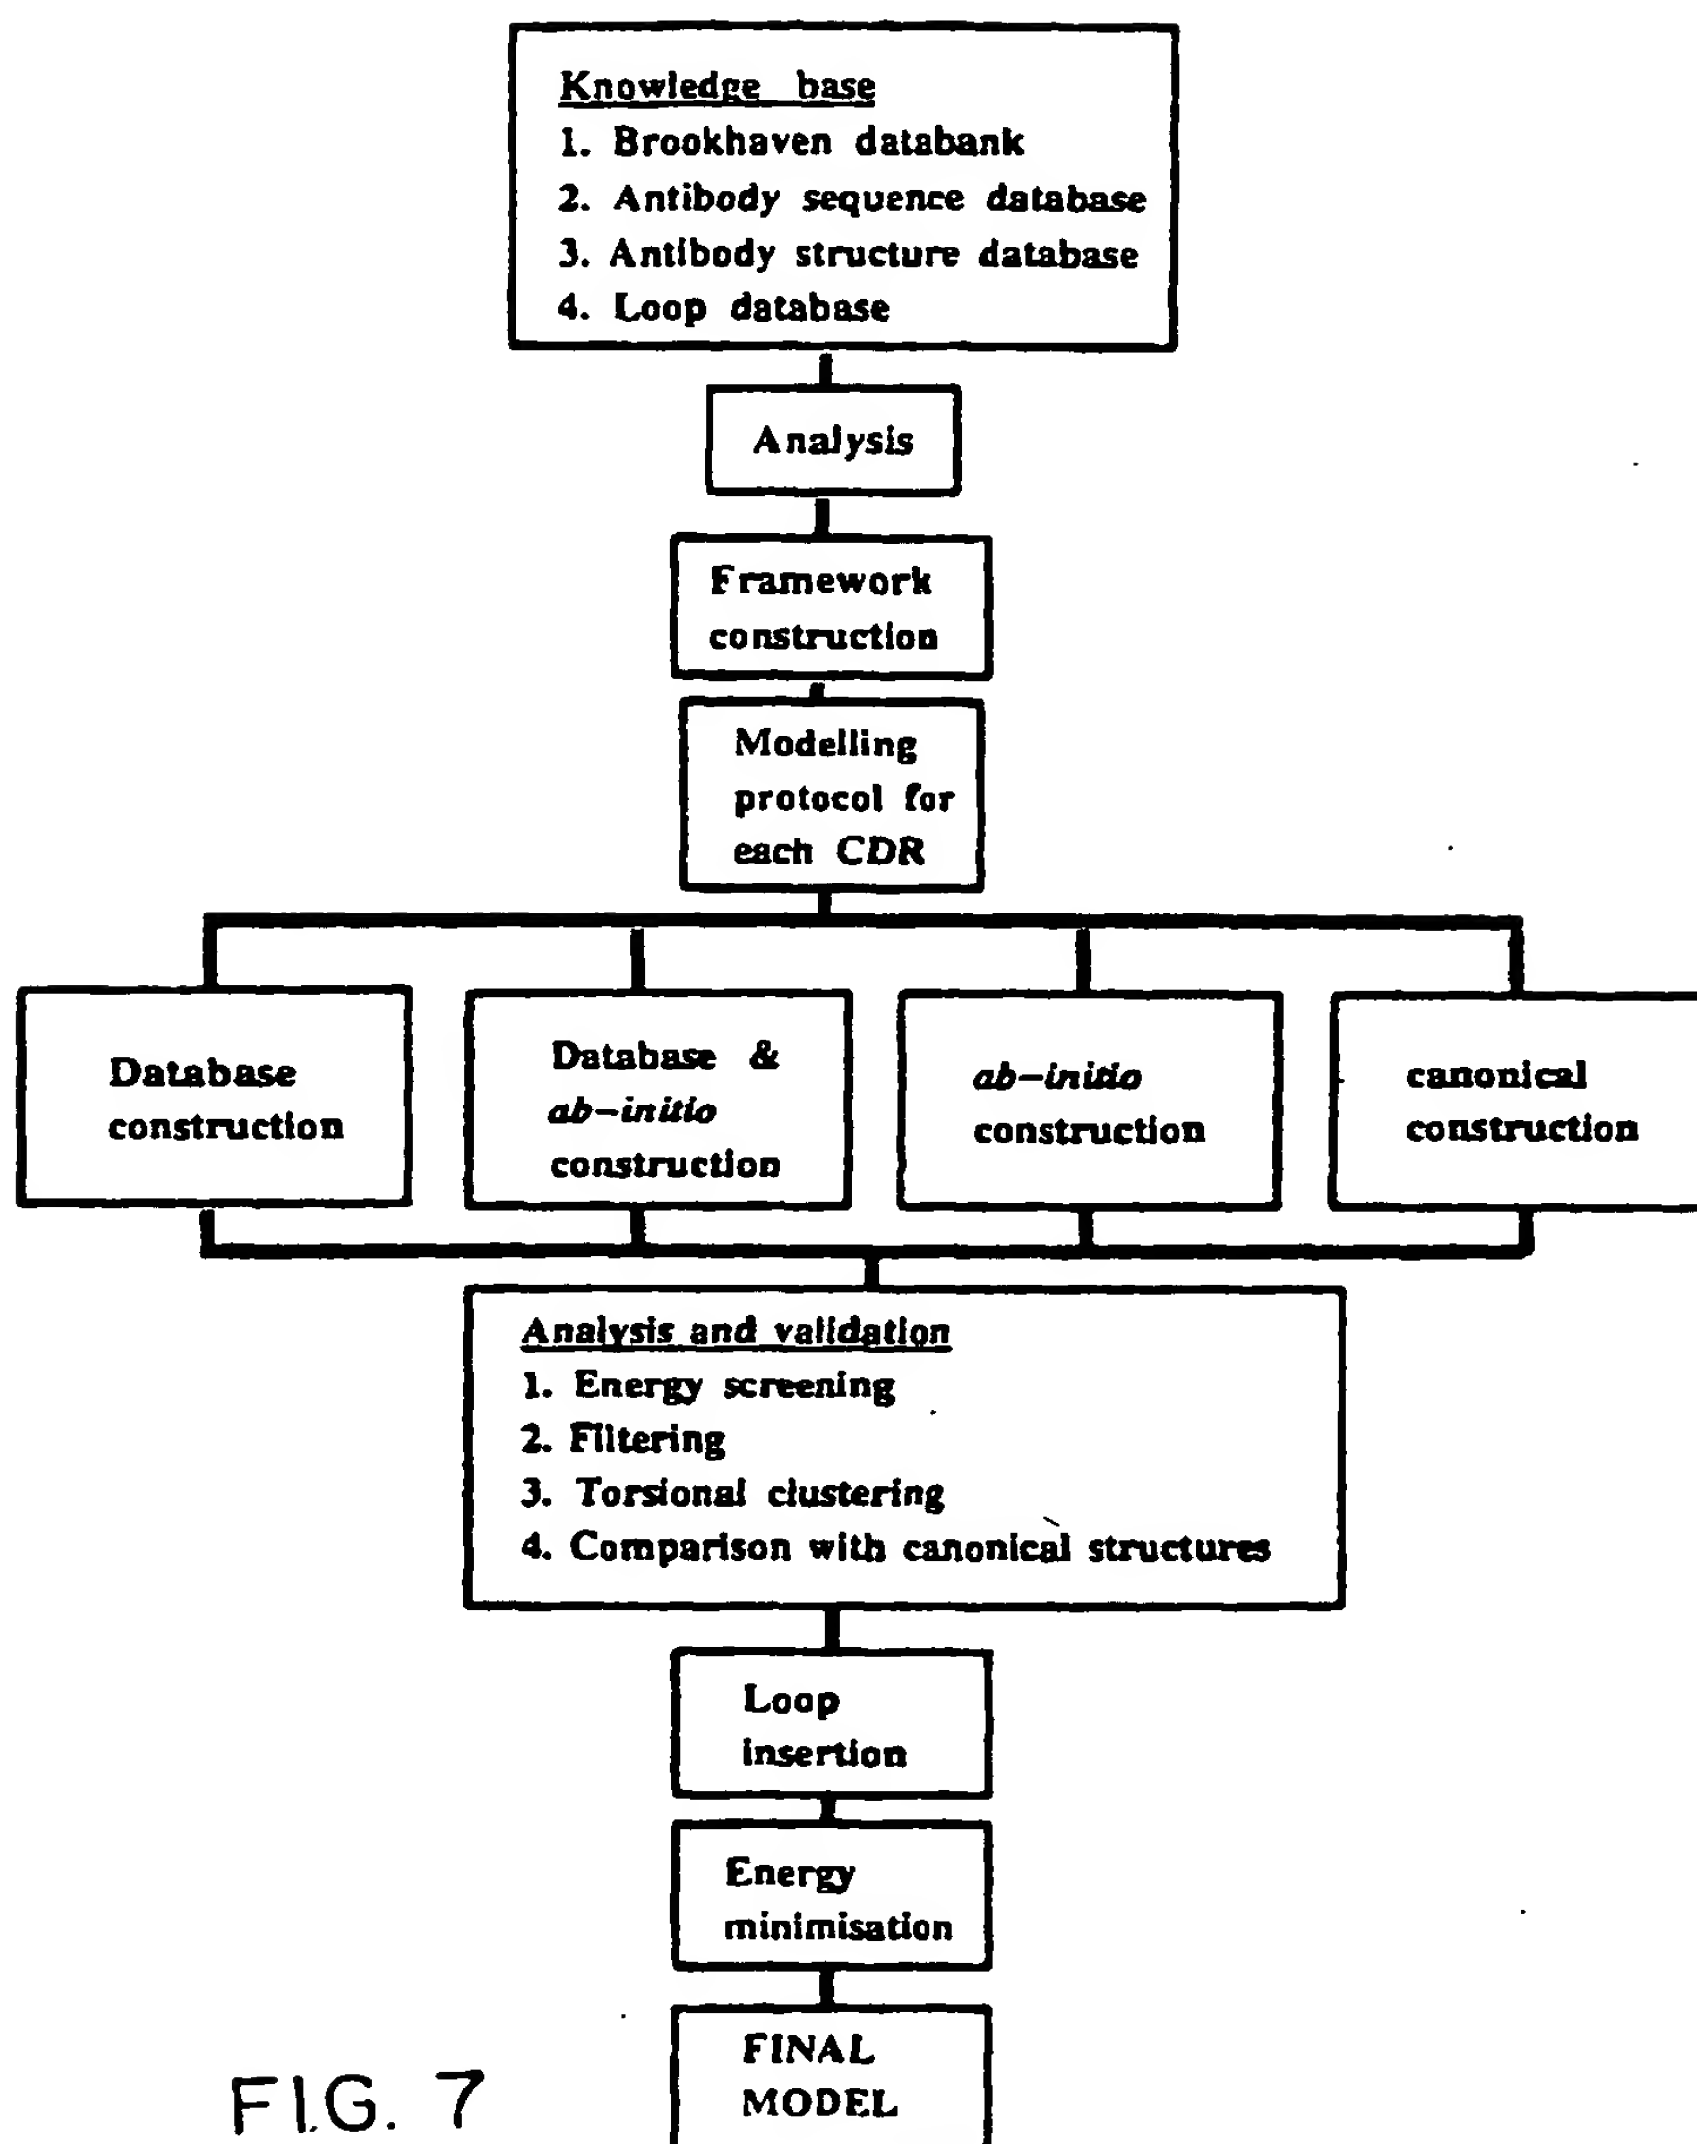 Knowledge base
1. Brookhaven databank
2. Antibody sequence database
3. Antibody structure database
4. Loop database
Analysis
Framework
construction
Modelling
protocol for
each CDR
Database
construction
Database &
ab-initio
construction
ab-initio
construction
canonical
construction
Analysis and validation
1. Energy screening
2. Filtering
3. Torsional clustering
4. Comparison with canonical structures
Loop
insertion
Energy
minimisation
FINAL
MODEL
FIG. 7